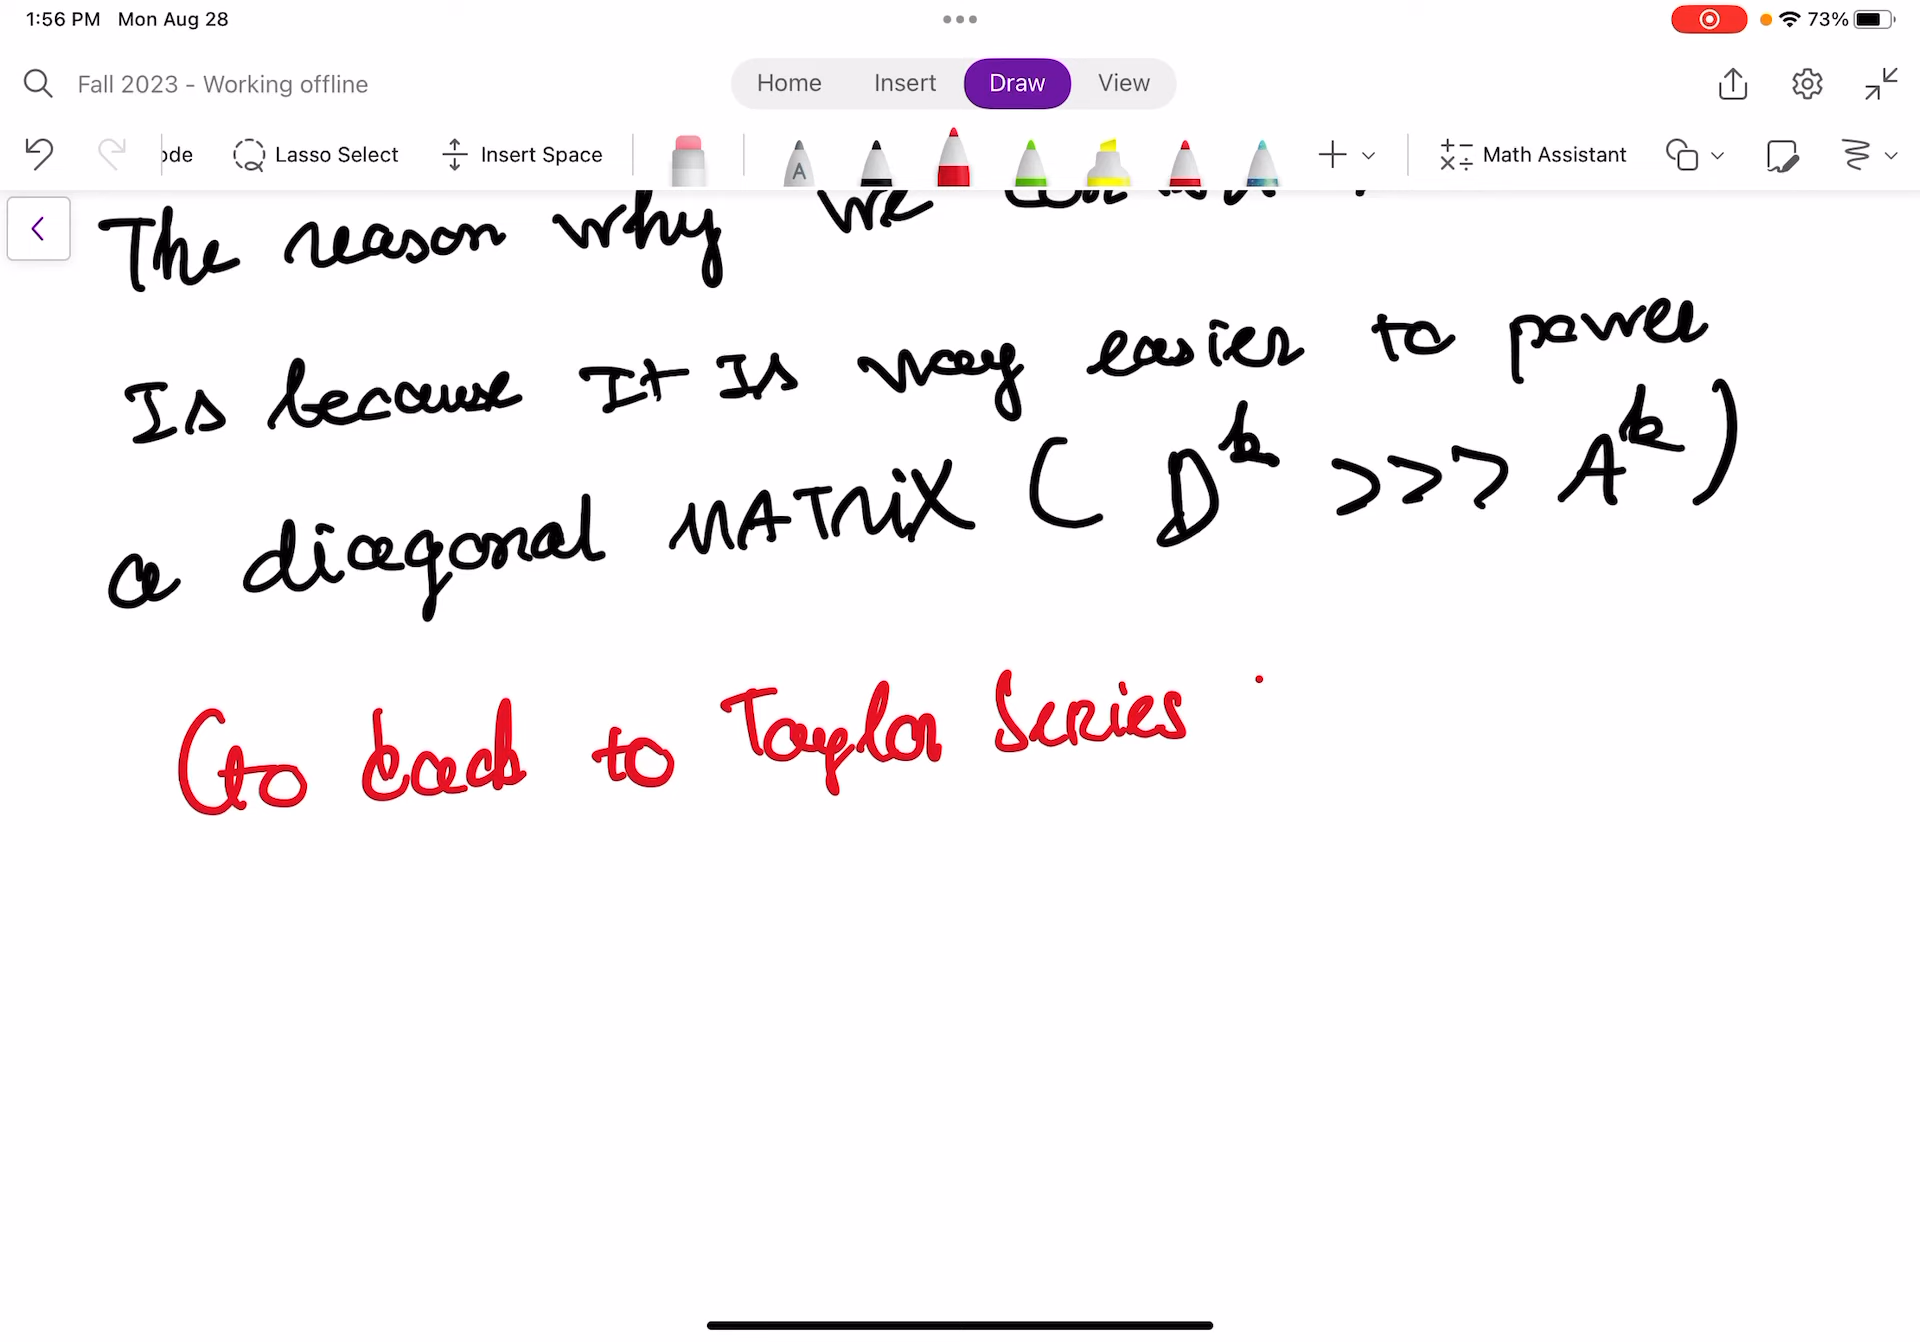 1:56 PM Mon Aug 28
73%
Fall 2023 - Working offline
Home Insert Draw View
ode Lasso Select Insert Space A Math Assistant
The reason why we
Is because It Is way easier to power
a diagonal MATRIX ( D^k >>> A^k )
Go back to Taylor Series